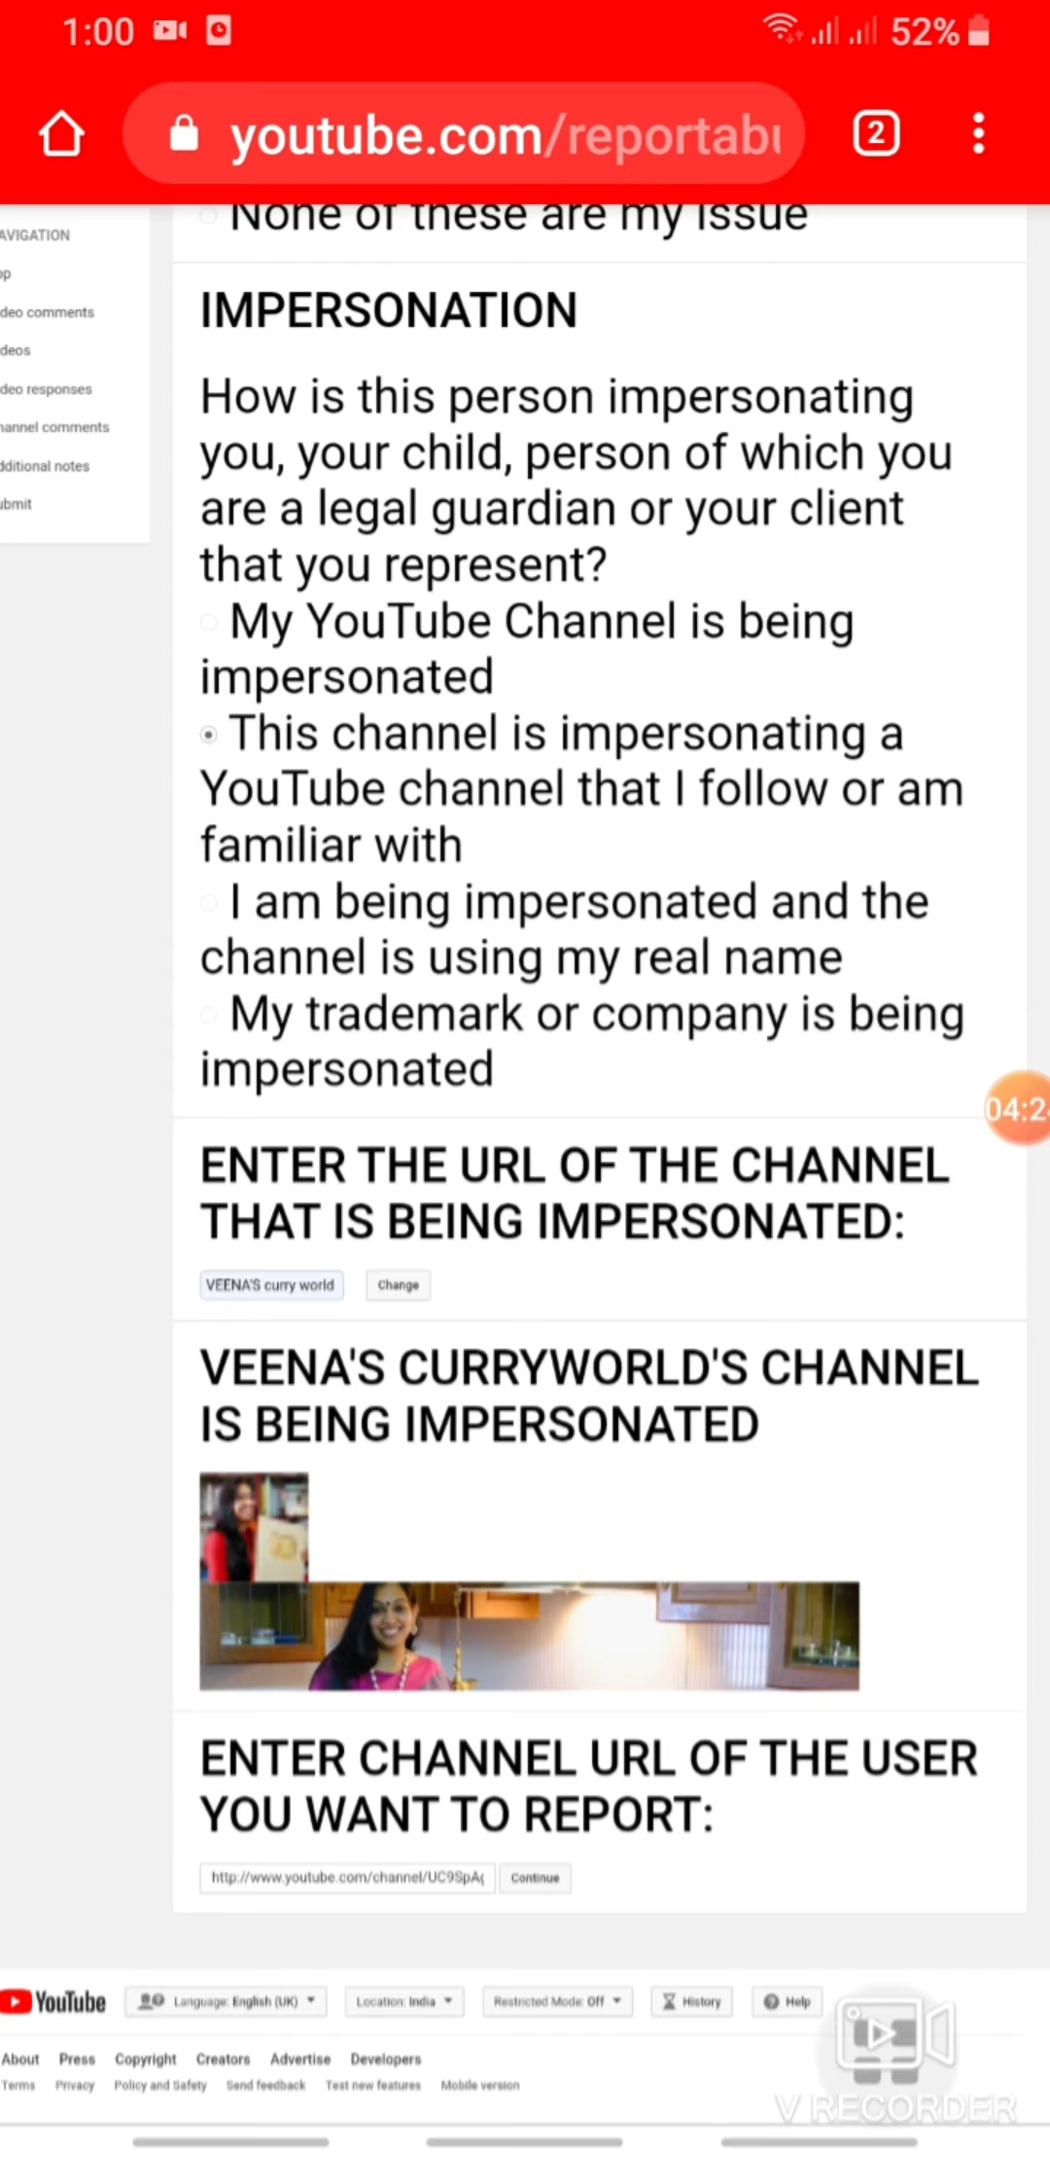 1:00
52%
youtube.com/reportabu
2
None of these are my issue
AVIGATION
op
deo comments
deos
deo responses
hannel comments
dditional notes
ubmit
IMPERSONATION
How is this person impersonating
you, your child, person of which you
are a legal guardian or your client
that you represent?
My YouTube Channel is being
impersonated
This channel is impersonating a
YouTube channel that I follow or am
familiar with
I am being impersonated and the
channel is using my real name
My trademark or company is being
impersonated
04:2
ENTER THE URL OF THE CHANNEL
THAT IS BEING IMPERSONATED:
VEENA'S curry world Change
VEENA'S CURRYWORLD'S CHANNEL
IS BEING IMPERSONATED
ENTER CHANNEL URL OF THE USER
YOU WANT TO REPORT:
http://www.youtube.com/channel/UC9SpA Continue
YouTube Language: English (UK) Location: India Restricted Mode: Off History Help
About Press Copyright Creators Advertise Developers
Terms Privacy Policy and Safety Send feedback Test new features Mobile version
V RECORDER